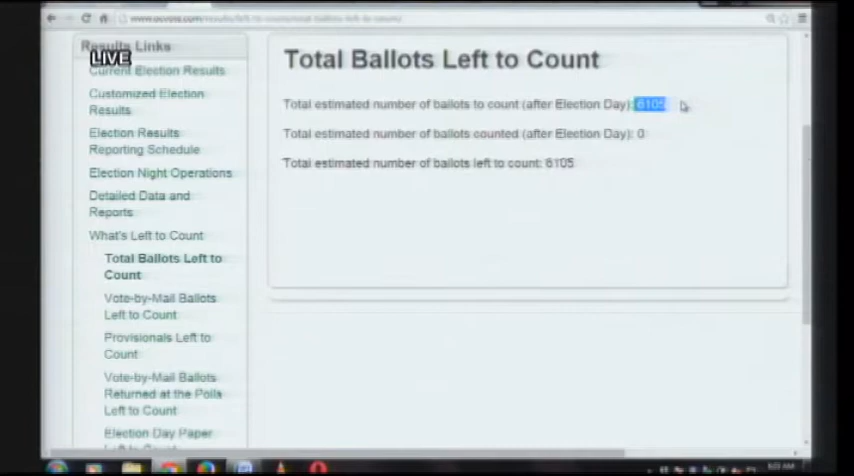 Results Links
LIVE
Current Election Results
Customized Election
Results
Election Results
Reporting Schedule
Election Night Operations
Detailed Data and
Reports
What's Left to Count
Total Ballots Left to
Count
Vote-by-Mail Ballots
Left to Count
Provisionals Left to
Count
Vote-by-Mail Ballots
Returned at the Polls
Left to Count
Election Day Paper
Total Ballots Left to Count
Total estimated number of ballots to count (after Election Day): 6105
Total estimated number of ballots counted (after Election Day): 0
Total estimated number of ballots left to count: 6105